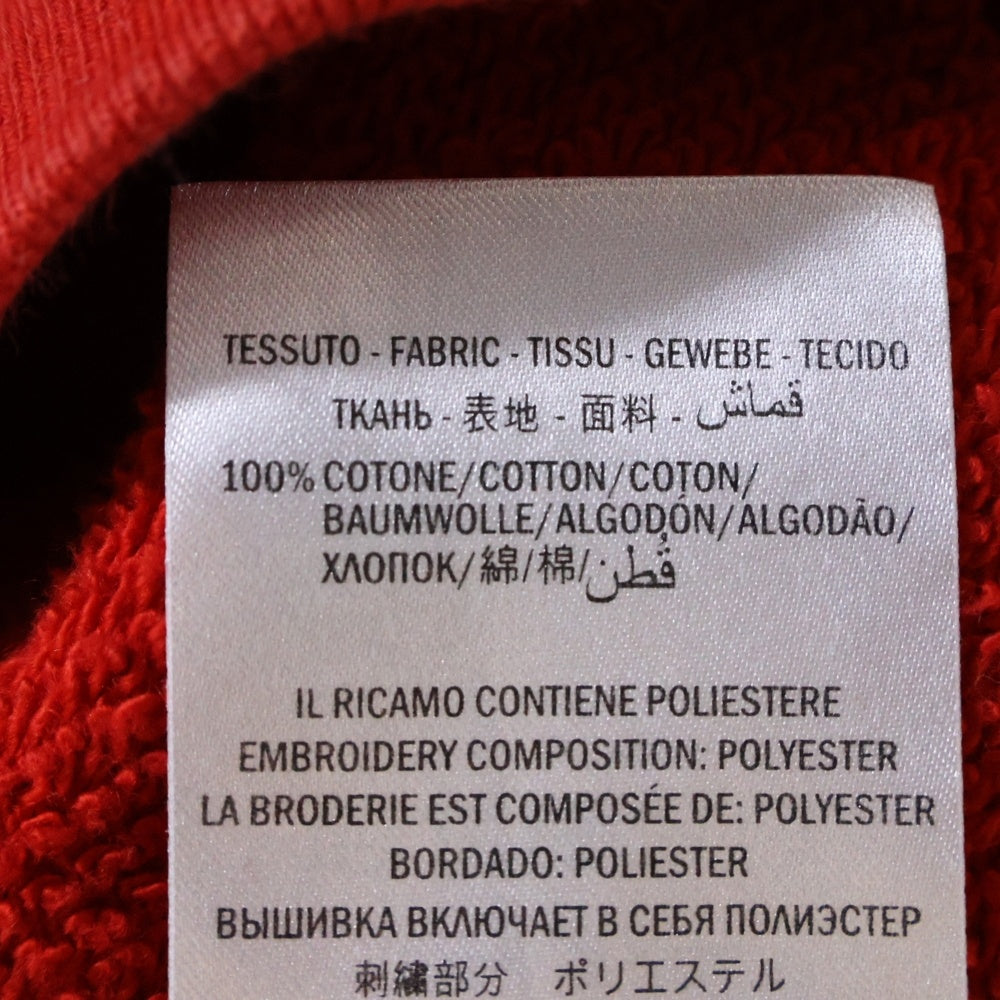 TESSUTO - FABRIC - TISSU - GEWEBE - TECIDO
ТКАНЬ - 表地 - 面料 - قماش
100% COTONE/COTTON/COTON/
BAUMWOLLE/ALGODÓN/ALGODÃO/
ХЛОПОК/綿/棉/قُطن
IL RICAMO CONTIENE POLIESTERE
EMBROIDERY COMPOSITION: POLYESTER
LA BRODERIE EST COMPOSÉE DE: POLYESTER
BORDADO: POLIESTER
ВЫШИВКА ВКЛЮЧАЕТ В СЕБЯ ПОЛИЭСТЕР
刺繍部分 ポリエステル